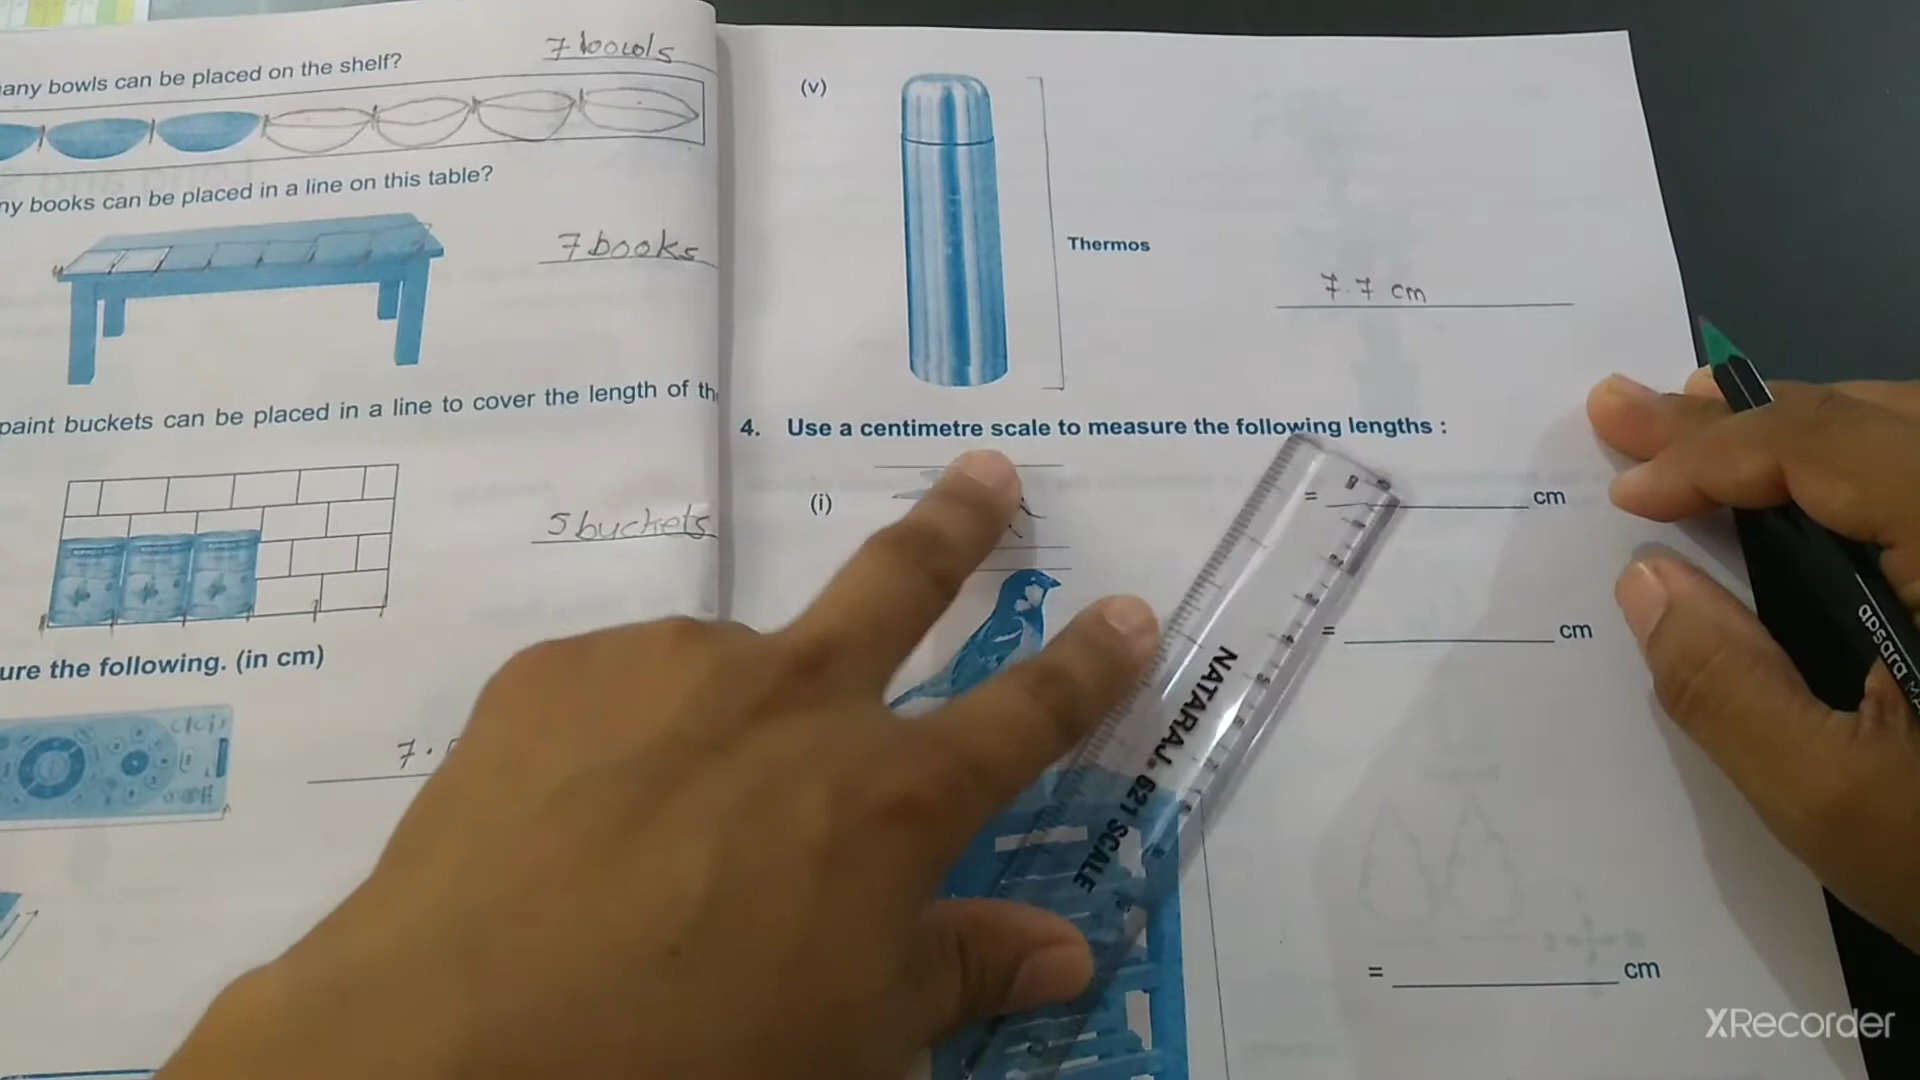 any bowls can be placed on the shelf?
7 bowls
ny books can be placed in a line on this table?
7 books
paint buckets can be placed in a line to cover the length of th
5 buckets
ure the following. (in cm)
7.
(v)
Thermos
7.7 cm
4. Use a centimetre scale to measure the following lengths :
(i)
= cm
= cm
= cm
NATARAJ. 621 SCALE
apsara
XRecorder